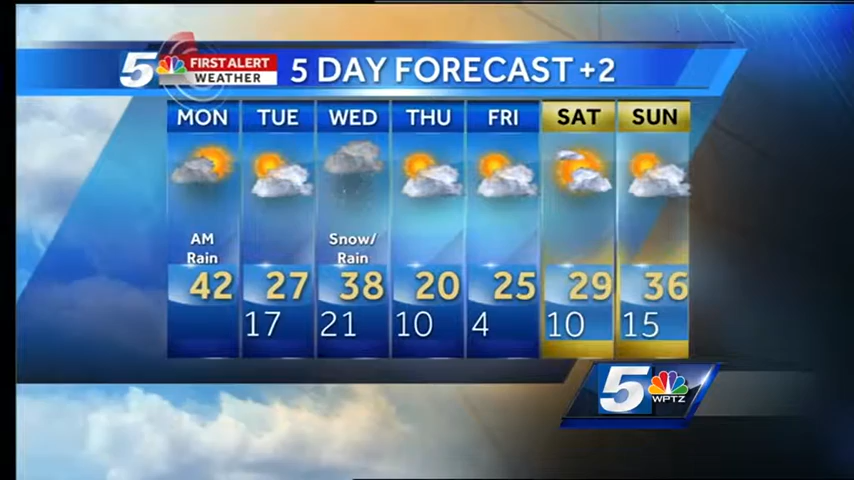 5 FIRST ALERT
WEATHER
5 DAY FORECAST +2
MON TUE WED THU FRI SAT SUN
AM Snow/
Rain Rain
42 27 38 20 25 29 36
17 21 10 4 10 15
5 WPTZ